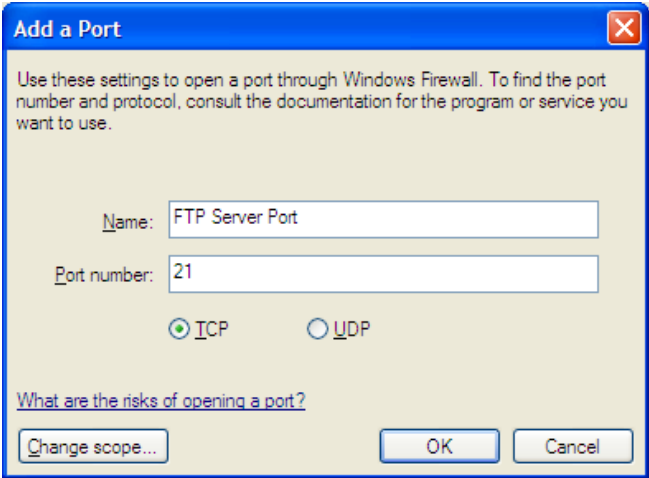 Add a Port
Use these settings to open a port through Windows Firewall. To find the port
number and protocol, consult the documentation for the program or service you
want to use.
Name: FTP Server Port
Port number: 21
TCP UDP
What are the risks of opening a port?
Change scope... OK Cancel